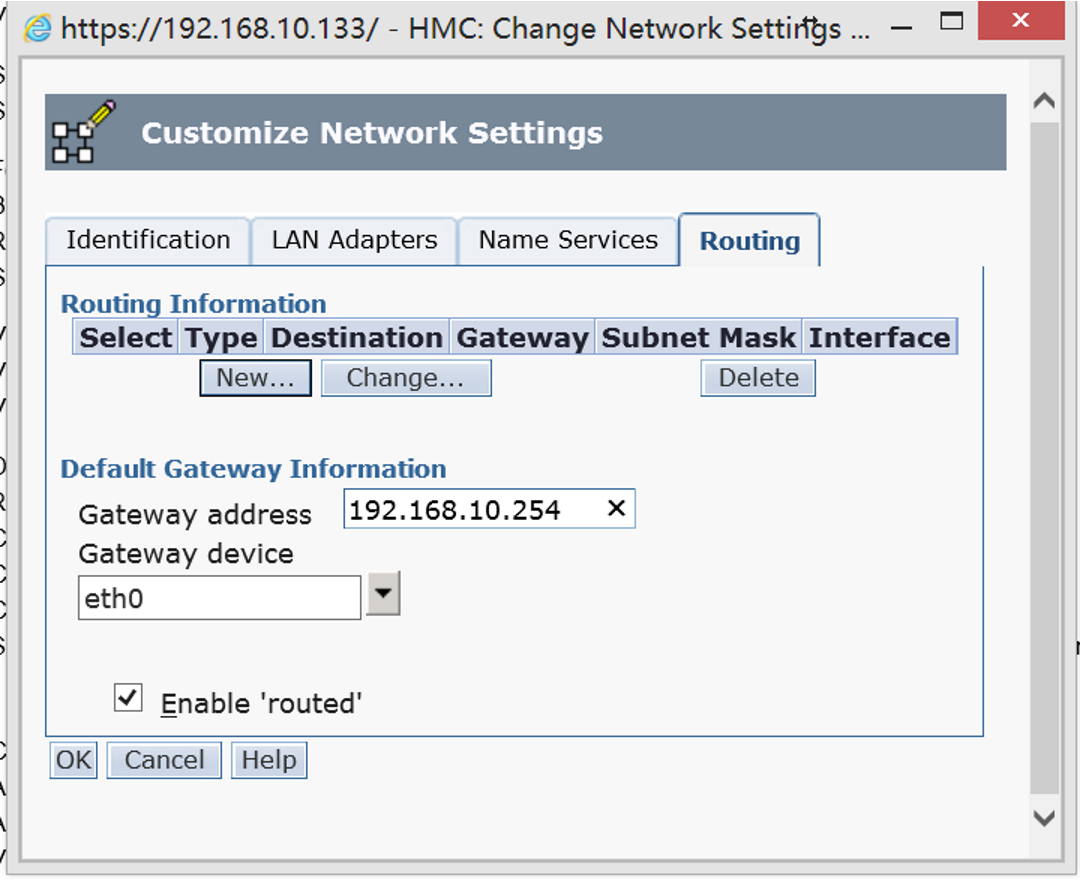 https://192.168.10.133/ - HMC: Change Network Settings ...
Customize Network Settings
Identification LAN Adapters Name Services Routing
Routing Information
Select Type Destination Gateway Subnet Mask Interface
New... Change... Delete
Default Gateway Information
Gateway address 192.168.10.254
Gateway device
eth0
Enable 'routed'
OK Cancel Help